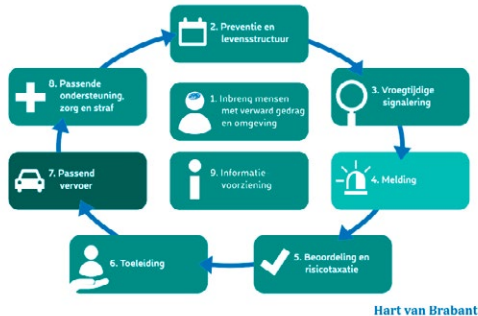 2. Preventie en
levensstructuur
8. Passende
ondersteuning,
zorg en straf
1. Inbreng mensen
met verward gedrag
en omgeving
3. Vroegtijdige
signalering
7. Passend
vervoer
9. Informatie
voorziening
4. Melding
6. Toeleiding
5. Beoordeling en
risicotaxatie
Hart van Brabant